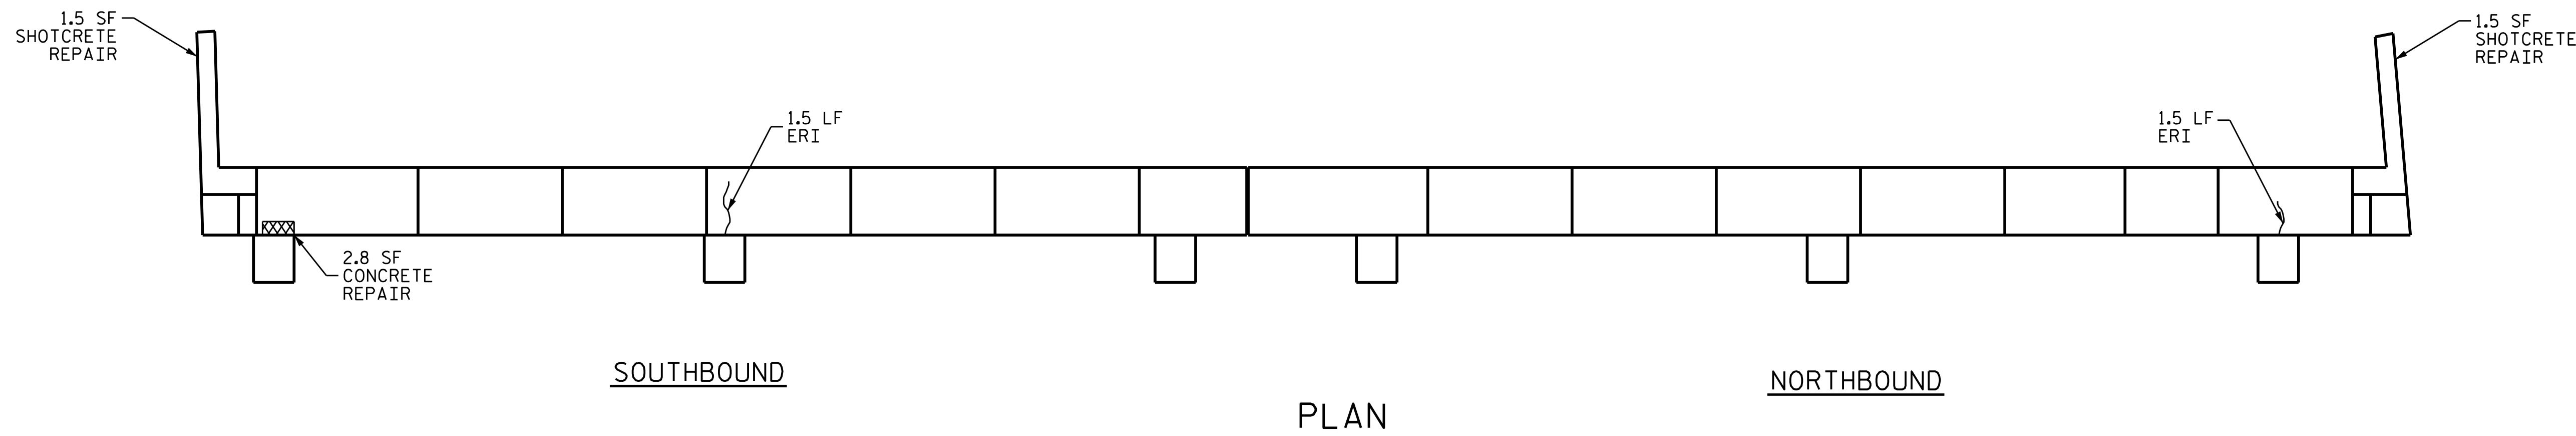 1.5 SF
SHOTCRETE
REPAIR
1.5 SF
SHOTCRETE
REPAIR
1.5 LF
ERI
1.5 LF
ERI
2.8 SF
CONCRETE
REPAIR
SOUTHBOUND
NORTHBOUND
PLAN